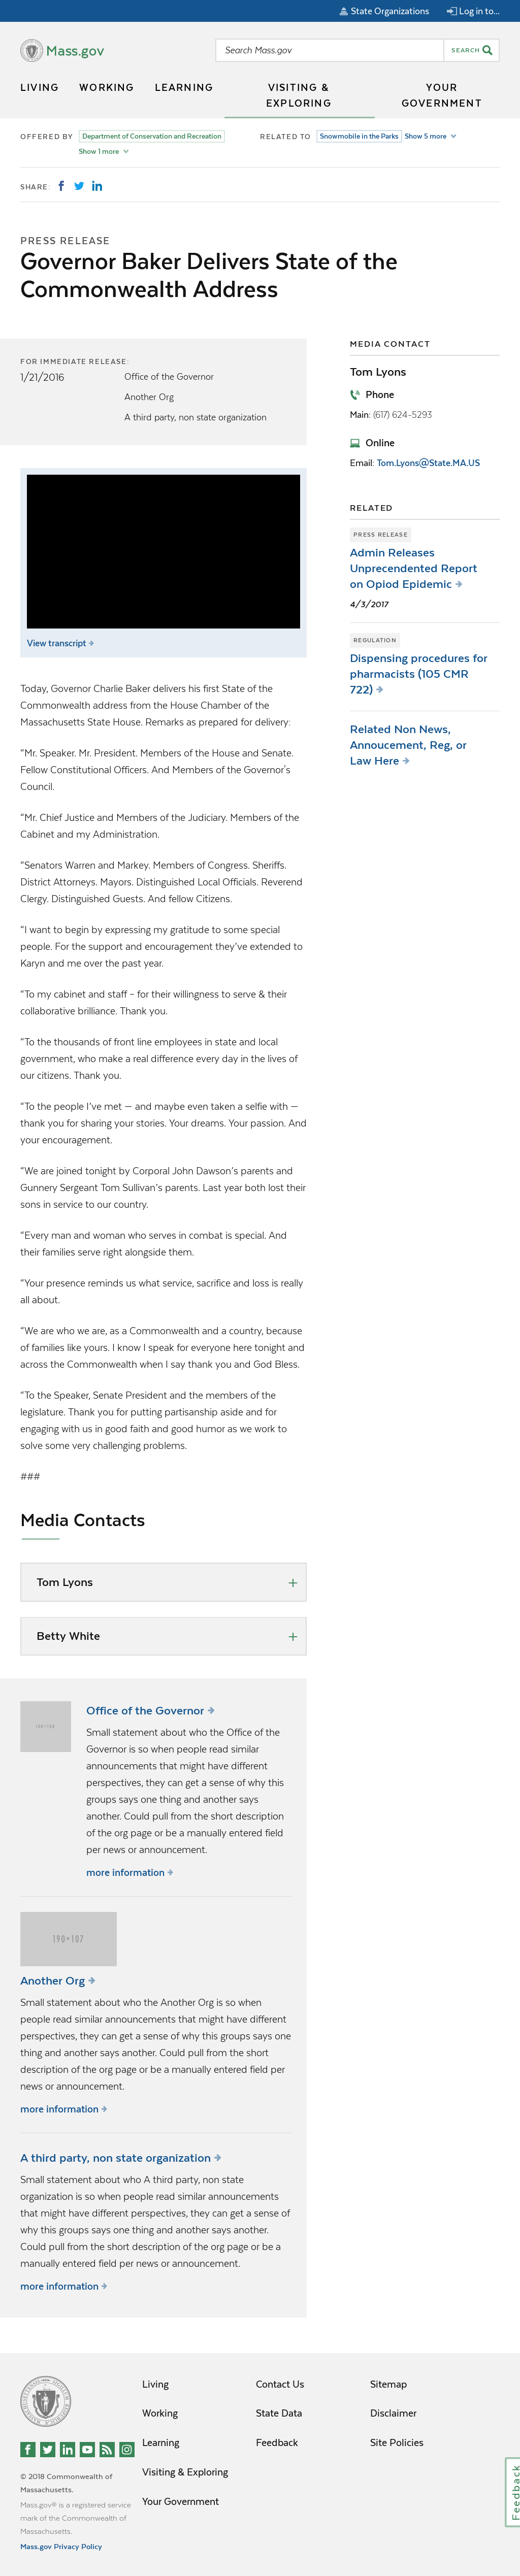 State Organizations Log in to...
Mass.gov
Search Mass.gov SEARCH
LIVING WORKING LEARNING VISITING & EXPLORING YOUR GOVERNMENT
OFFERED BY Department of Conservation and Recreation
Show 1 more
RELATED TO Snowmobile in the Parks Show 5 more
SHARE:
PRESS RELEASE
Governor Baker Delivers State of the
Commonwealth Address
FOR IMMEDIATE RELEASE:
1/21/2016 Office of the Governor
Another Org
A third party, non state organization
View transcript
Today, Governor Charlie Baker delivers his first State of the
Commonwealth address from the House Chamber of the
Massachusetts State House. Remarks as prepared for delivery:
“Mr. Speaker. Mr. President. Members of the House and Senate.
Fellow Constitutional Officers. And Members of the Governor's
Council.
“Mr. Chief Justice and Members of the Judiciary. Members of the
Cabinet and my Administration.
“Senators Warren and Markey. Members of Congress. Sheriffs.
District Attorneys. Mayors. Distinguished Local Officials. Reverend
Clergy. Distinguished Guests. And fellow Citizens.
“I want to begin by expressing my gratitude to some special
people. For the support and encouragement they’ve extended to
Karyn and me over the past year.
“To my cabinet and staff – for their willingness to serve & their
collaborative brilliance. Thank you.
“To the thousands of front line employees in state and local
government, who make a real difference every day in the lives of
our citizens. Thank you.
“To the people I’ve met — and maybe even taken a selfie with —
thank you for sharing your stories. Your dreams. Your passion. And
your encouragement.
“We are joined tonight by Corporal John Dawson’s parents and
Gunnery Sergeant Tom Sullivan’s parents. Last year both lost their
sons in service to our country.
“Every man and woman who serves in combat is special. And
their families serve right alongside them.
“Your presence reminds us what service, sacrifice and loss is really
all about.
“We are who we are, as a Commonwealth and a country, because
of families like yours. I know I speak for everyone here tonight and
across the Commonwealth when I say thank you and God Bless.
“To the Speaker, Senate President and the members of the
legislature. Thank you for putting partisanship aside and for
engaging with us in good faith and good humor as we work to
solve some very challenging problems.
###
Media Contacts
Tom Lyons
Betty White
MEDIA CONTACT
Tom Lyons
Phone
Main: (617) 624-5293
Online
Email: Tom.Lyons@State.MA.US
RELATED
PRESS RELEASE
Admin Releases
Unprecendented Report
on Opiod Epidemic
4/3/2017
REGULATION
Dispensing procedures for
pharmacists (105 CMR
722)
Related Non News,
Annoucement, Reg, or
Law Here
Office of the Governor
Small statement about who the Office of the
Governor is so when people read similar
announcements that might have different
perspectives, they can get a sense of why this
groups says one thing and another says
another. Could pull from the short description
of the org page or be a manually entered field
per news or announcement.
more information
190×107
Another Org
Small statement about who the Another Org is so when
people read similar announcements that might have different
perspectives, they can get a sense of why this groups says one
thing and another says another. Could pull from the short
description of the org page or be a manually entered field per
news or announcement.
more information
A third party, non state organization
Small statement about who A third party, non state
organization is so when people read similar announcements
that might have different perspectives, they can get a sense of
why this groups says one thing and another says another.
Could pull from the short description of the org page or be a
manually entered field per news or announcement.
more information
Living
Working
Learning
Visiting & Exploring
Your Government
Contact Us
State Data
Feedback
Sitemap
Disclaimer
Site Policies
© 2018 Commonwealth of
Massachusetts.
Mass.gov® is a registered service
mark of the Commonwealth of
Massachusetts.
Mass.gov Privacy Policy
Feedback